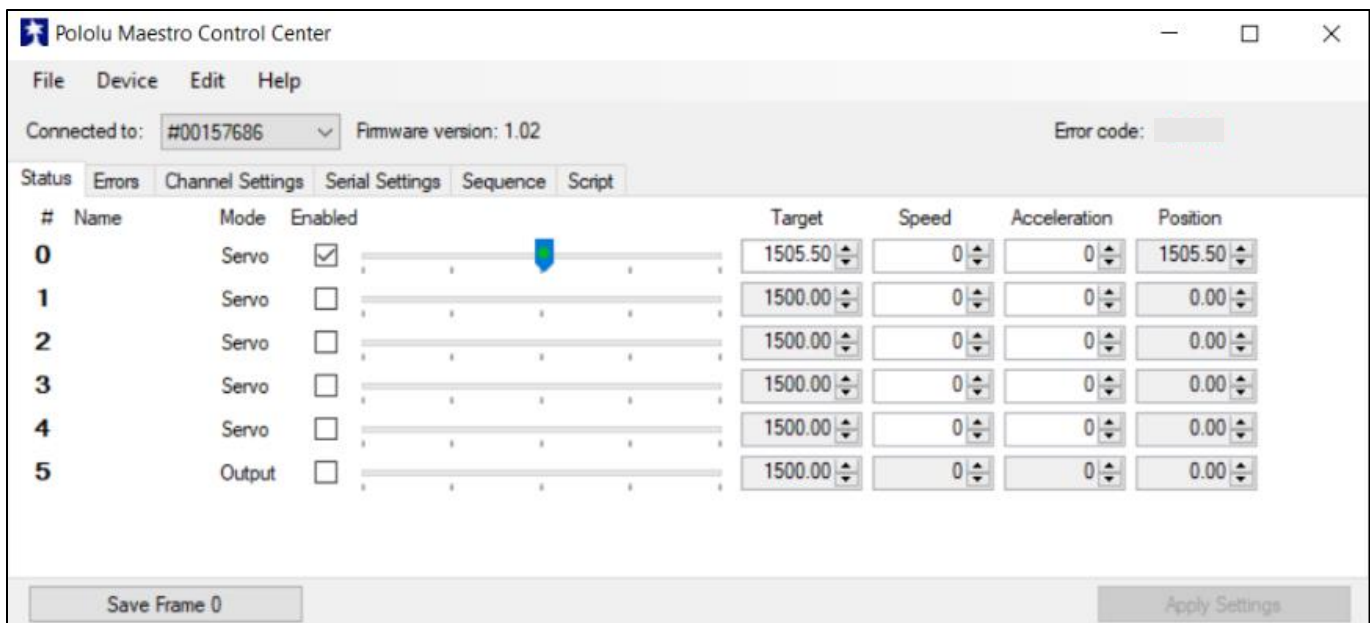 Pololu Maestro Control Center
File Device Edit Help
Connected to: #00157686 Firmware version: 1.02 Error code:
Status Errors Channel Settings Serial Settings Sequence Script
# Name Mode Enabled Target Speed Acceleration Position
0 Servo 1505.50 0 0 1505.50
1 Servo 1500.00 0 0 0.00
2 Servo 1500.00 0 0 0.00
3 Servo 1500.00 0 0 0.00
4 Servo 1500.00 0 0 0.00
5 Output 1500.00 0 0 0.00
Save Frame 0 Apply Settings